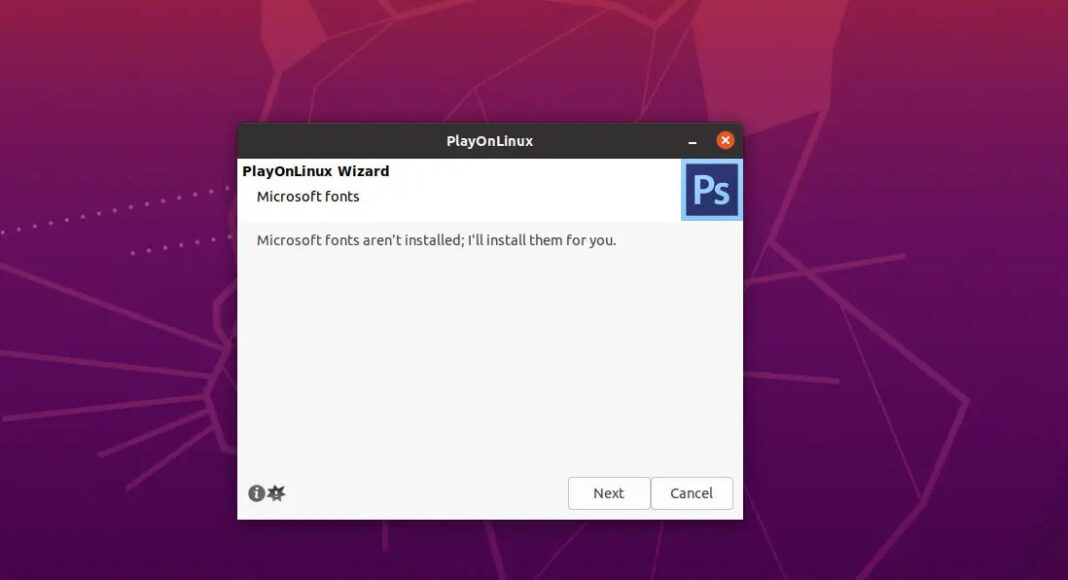 PlayOnLinux
PlayOnLinux Wizard
Microsoft fonts
Ps
Microsoft fonts aren't installed; I'll install them for you.
Next
Cancel